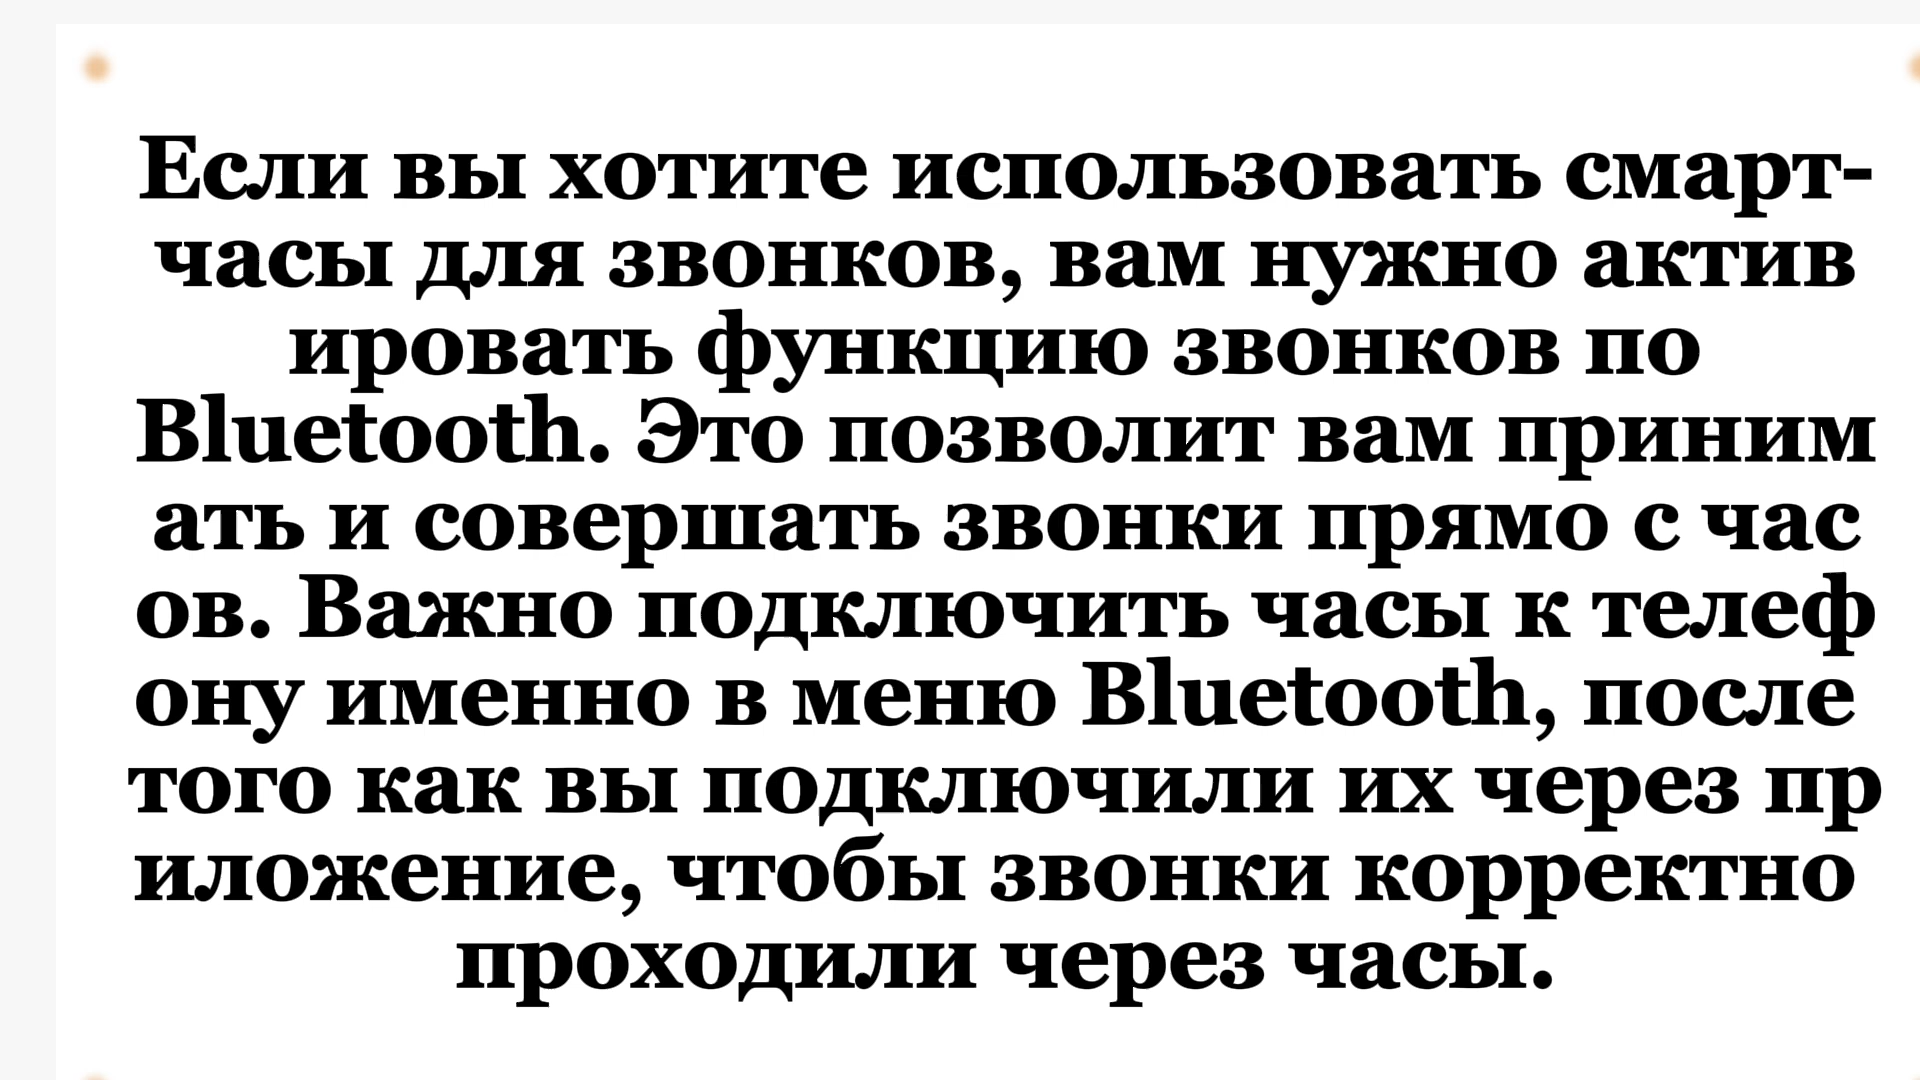 Если вы хотите использовать смарт-
часы для звонков, вам нужно актив
ировать функцию звонков по
Bluetooth. Это позволит вам приним
ать и совершать звонки прямо с час
ов. Важно подключить часы к телеф
ону именно в меню Bluetooth, после
того как вы подключили их через пр
иложение, чтобы звонки корректно
проходили через часы.